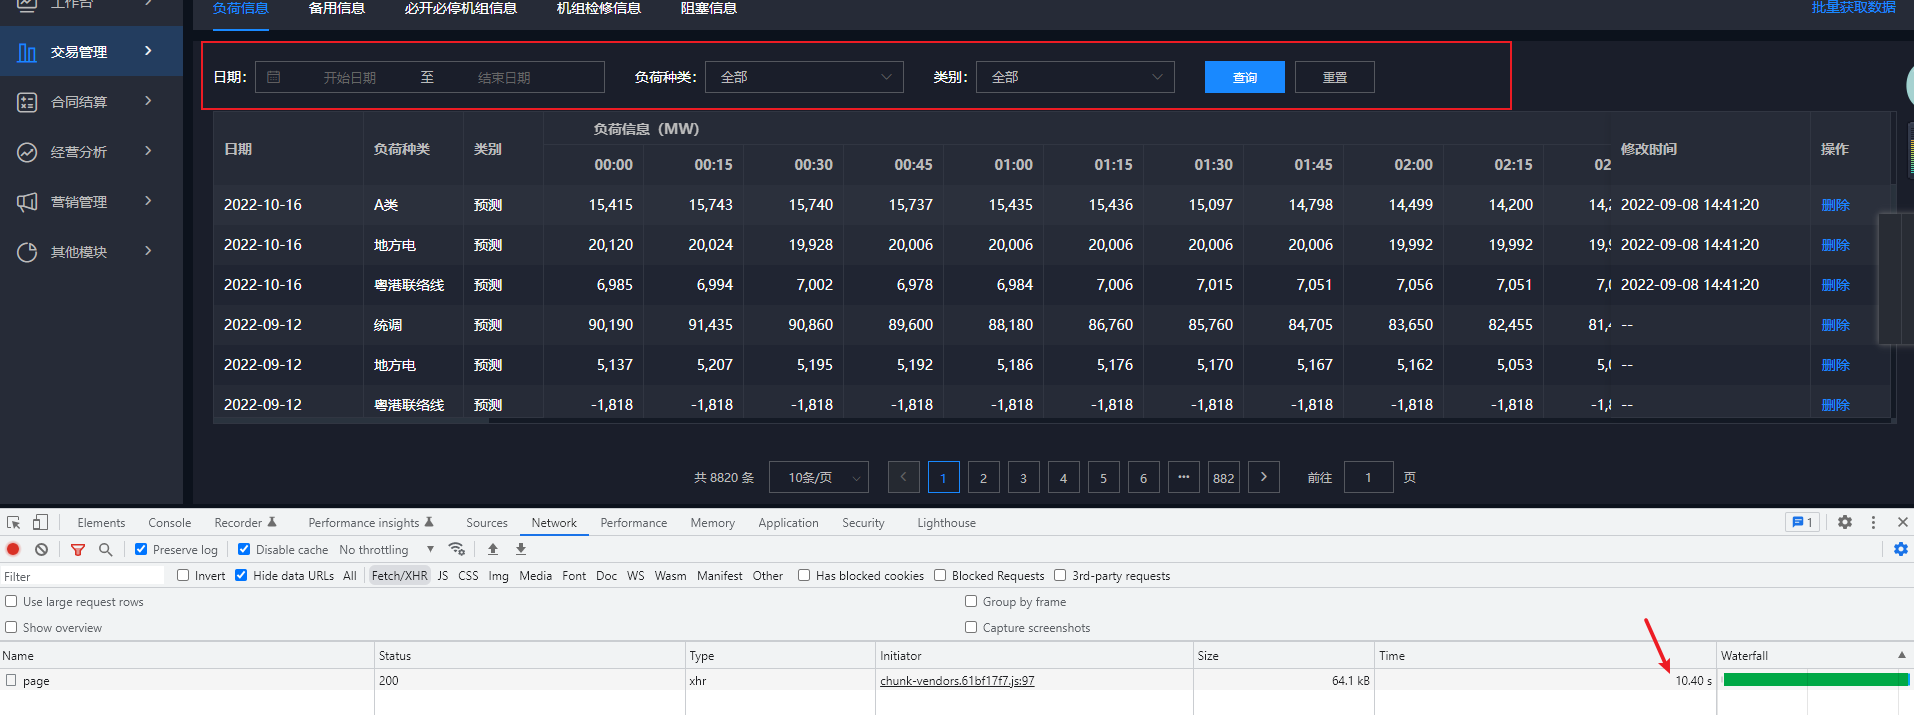 工作台
负荷信息 备用信息 必开必停机组信息 机组检修信息 阻塞信息 批量获取数据
交易管理
合同结算
经营分析
营销管理
其他模块
日期: 开始日期 至 结束日期 负荷种类: 全部 类别: 全部 查询 重置
日期 负荷种类 类别 负荷信息（MW） 修改时间 操作
00:00 00:15 00:30 00:45 01:00 01:15 01:30 01:45 02:00 02:15 02
2022-10-16 A类 预测 15,415 15,743 15,740 15,737 15,435 15,436 15,097 14,798 14,499 14,200 14,2 2022-09-08 14:41:20 删除
2022-10-16 地方电 预测 20,120 20,024 19,928 20,006 20,006 20,006 20,006 20,006 19,992 19,992 19,9 2022-09-08 14:41:20 删除
2022-10-16 粤港联络线 预测 6,985 6,994 7,002 6,978 6,984 7,006 7,015 7,051 7,056 7,051 7,0 2022-09-08 14:41:20 删除
2022-09-12 统调 预测 90,190 91,435 90,860 89,600 88,180 86,760 85,760 84,705 83,650 82,455 81,4 -- 删除
2022-09-12 地方电 预测 5,137 5,207 5,195 5,192 5,186 5,176 5,170 5,167 5,162 5,053 5,0 -- 删除
2022-09-12 粤港联络线 预测 -1,818 -1,818 -1,818 -1,818 -1,818 -1,818 -1,818 -1,818 -1,818 -1,818 -1,8 -- 删除
共 8820 条 10条/页 1 2 3 4 5 6 ··· 882 前往 1 页
Elements Console Recorder Performance insights Sources Network Performance Memory Application Security Lighthouse 1
Preserve log Disable cache No throttling
Filter Invert Hide data URLs All Fetch/XHR JS CSS Img Media Font Doc WS Wasm Manifest Other Has blocked cookies Blocked Requests 3rd-party requests
Use large request rows Group by frame
Show overview Capture screenshots
Name Status Type Initiator Size Time Waterfall
page 200 xhr chunk-vendors.61bf17f7.js:97 64.1 kB 10.40 s